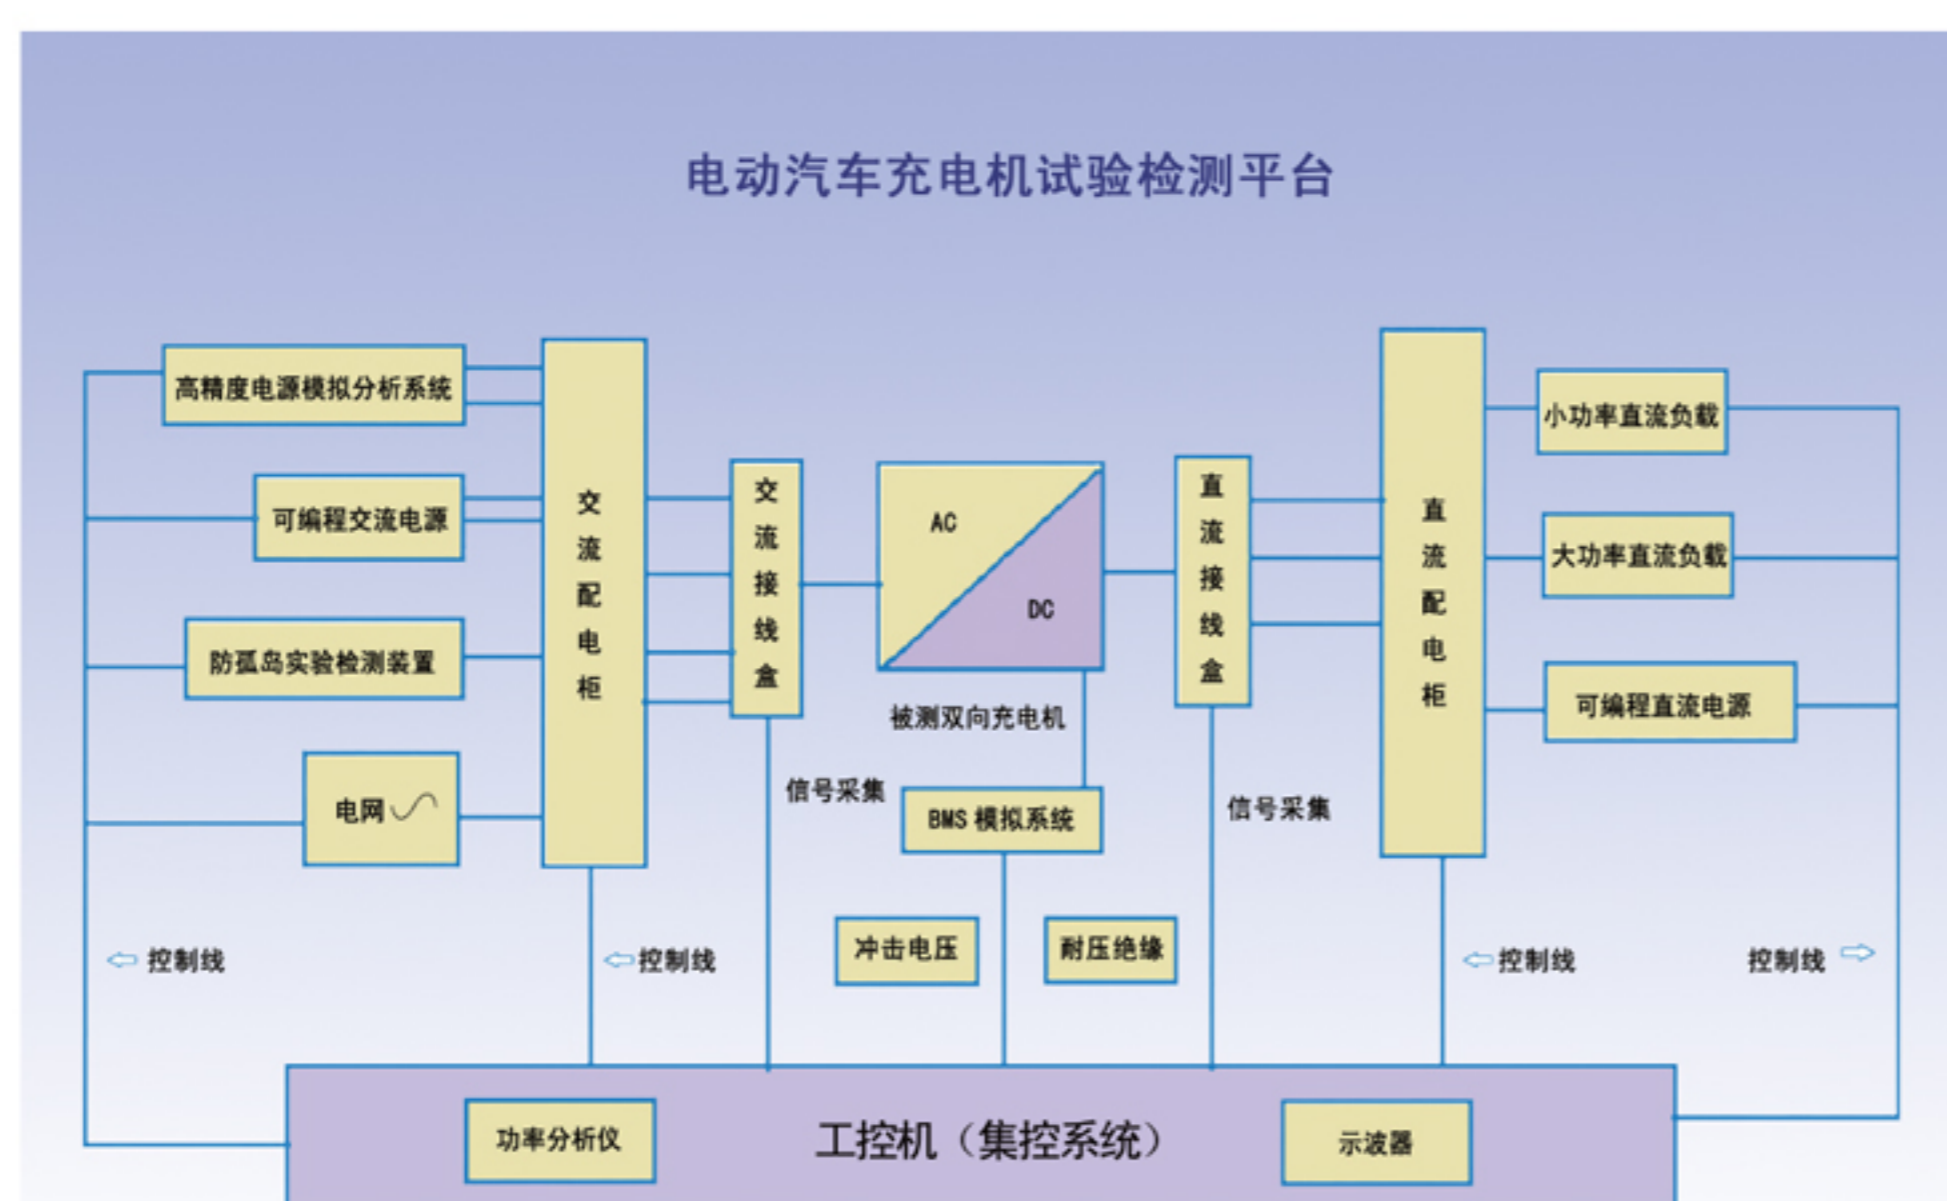 电动汽车充电机试验检测平台
高精度电源模拟分析系统
可编程交流电源
防孤岛实验检测装置
电网
交流配电柜
交流接线盒
AC
DC
被测双向充电机
直流接线盒
直流配电柜
小功率直流负载
大功率直流负载
可编程直流电源
信号采集
BMS 模拟系统
信号采集
冲击电压
耐压绝缘
控制线
控制线
控制线
控制线
功率分析仪
工控机（集控系统）
示波器